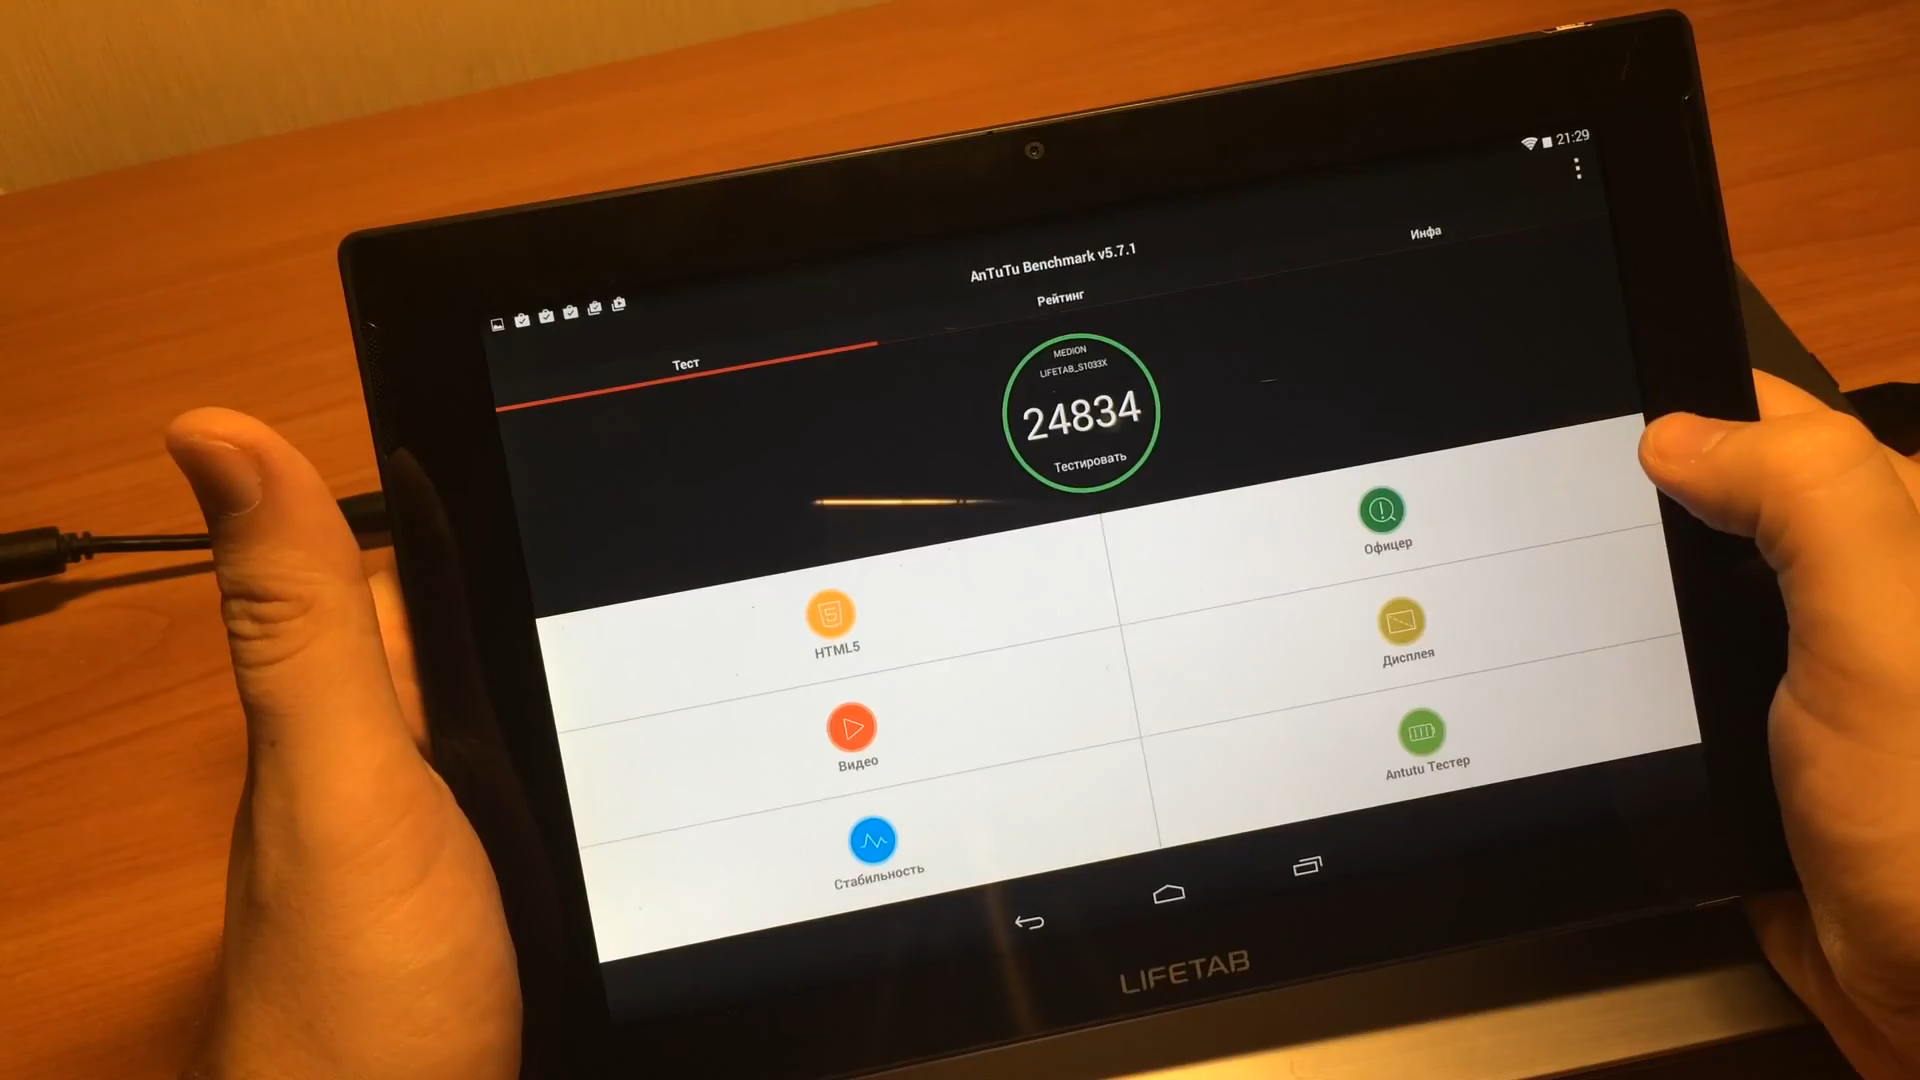 21:29
AnTuTu Benchmark v5.7.1
Тест
Рейтинг
Инфа
MEDION
LIFETAB_S1033X
24834
Тестировать
HTML5
Офицер
Видео
Дисплея
Стабильность
Antutu Тестер
LIFETAB